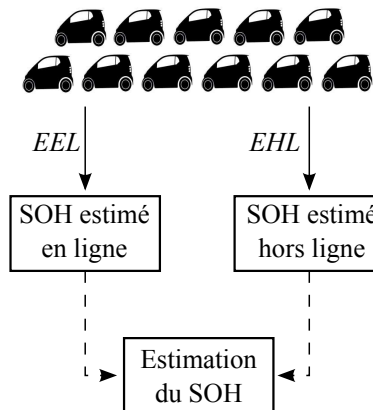 EEL
EHL
SOH estimé
en ligne
SOH estimé
hors ligne
Estimation
du SOH